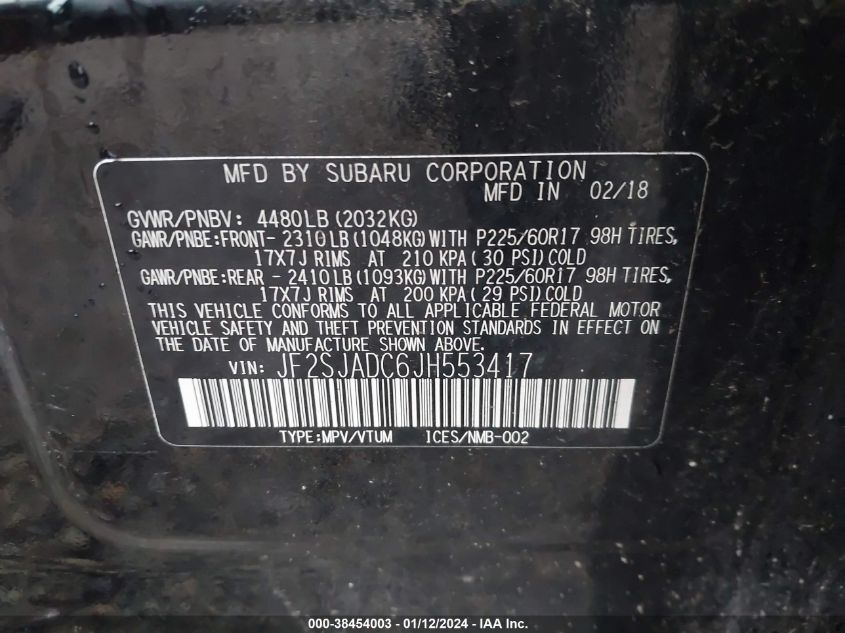 MFD BY SUBARU CORPORATION
MFD IN 02/18
GVWR/PNBV: 4480LB(2032KG)
GAWR/PNBE:FRONT- 2310LB(1048KG)WITH P225/60R17 98H TIRES,
17X7J RIMS AT 210 KPA(30 PSI)COLD
GAWR/PNBE:REAR - 2410LB(1093KG)WITH P225/60R17 98H TIRES,
17X7J RIMS AT 200 KPA(29 PSI)COLD
THIS VEHICLE CONFORMS TO ALL APPLICABLE FEDERAL MOTOR
VEHICLE SAFETY AND THEFT PREVENTION STANDARDS IN EFFECT ON
THE DATE OF MANUFACTURE SHOWN ABOVE.
VIN: JF2SJADC6JH553417
TYPE:MPV/VTUM ICES/NMB-002
000-38454003 - 01/12/2024 - IAA Inc.